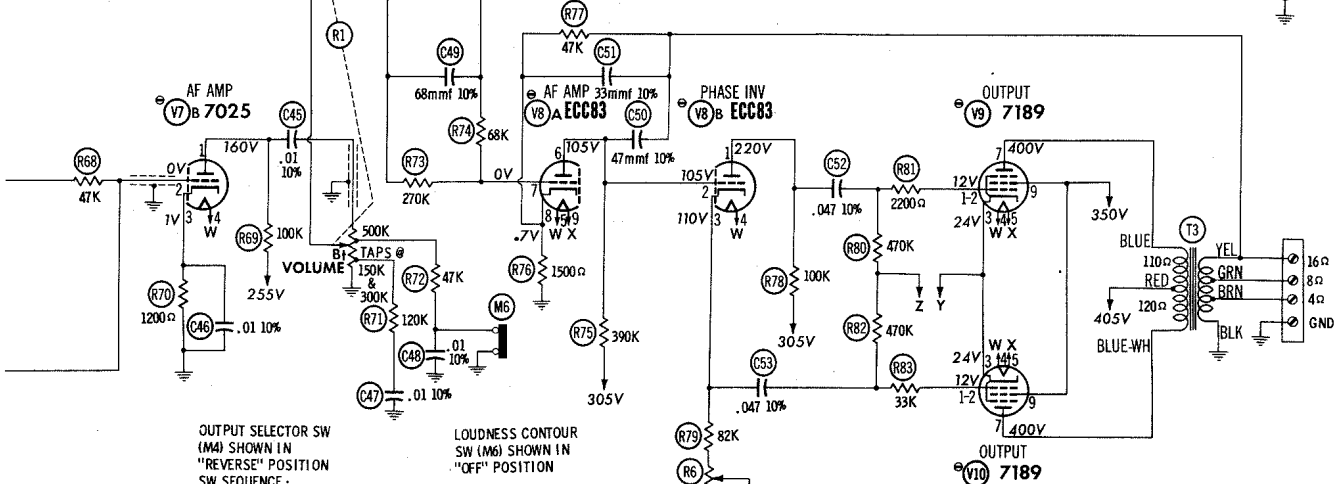 R77
47K
R1
C49
68mmf 10%
C51
33mmf 10%
AF AMP
V7 B 7025
AF AMP
V8 A ECC83
PHASE INV
V8 B ECC83
OUTPUT
V9 7189
C45
.01
10%
R74
68K
C50
47mmf 10%
1
160V
6
105V
1
220V
7
400V
R68
47K
0V
2
1V
3
4
W
R73
270K
0V
7
8
5
9
W X
.7V
105V
2
110V
3
4
W
C52
.047 10%
R81
2200Ω
12V
1-2
24V
3
4
5
W X
9
350V
R69
100K
255V
500K
B
VOLUME
TAPS @
150K
&
300K
R72
47K
R76
1500Ω
R80
470K
R78
100K
305V
Z
Y
T3
BLUE
110Ω
RED
120Ω
405V
BLUE-WH
YEL
GRN
BRN
BLK
16Ω
8Ω
4Ω
GND
R70
1200Ω
C46
.01 10%
R71
120K
M6
C48
.01
10%
R75
390K
305V
R82
470K
C47
.01 10%
C53
.047 10%
R83
33K
W X
24V
3
4
5
12V
1-2
9
7
400V
OUTPUT
V10 7189
R79
82K
R6
OUTPUT SELECTOR SW
(M4) SHOWN IN
"REVERSE" POSITION
SW SEQUENCE:
LOUDNESS CONTOUR
SW (M6) SHOWN IN
"OFF" POSITION